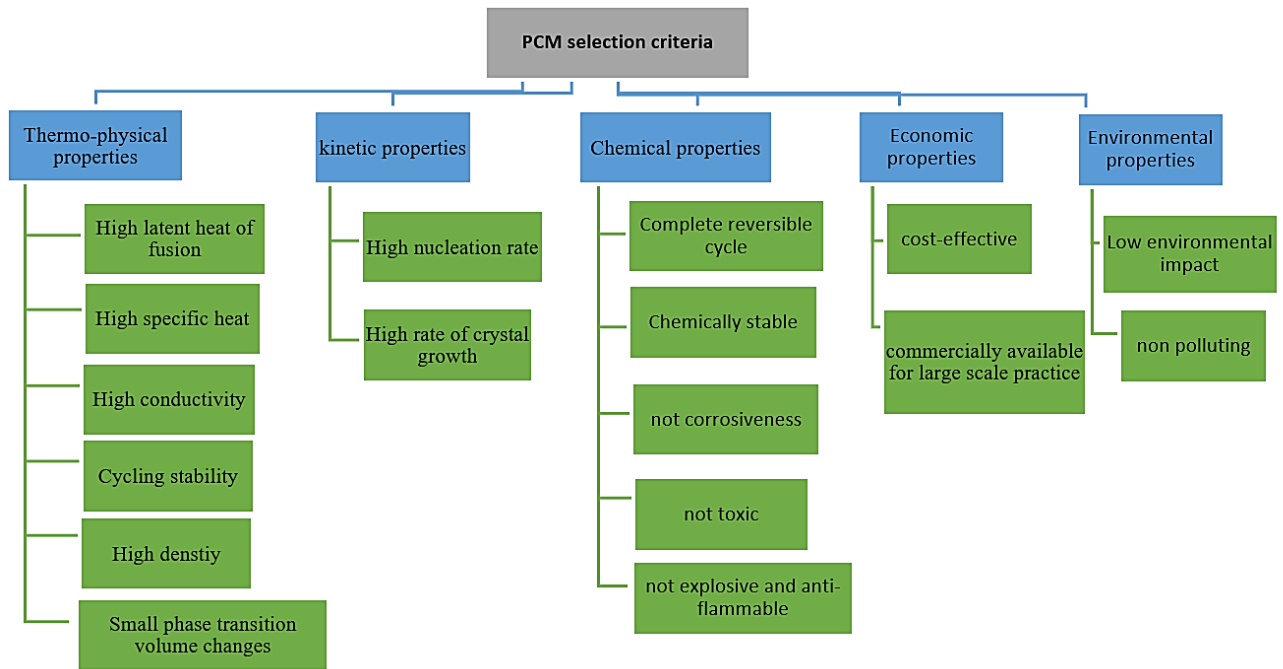 PCM selection criteria
Thermo-physical
properties
kinetic properties
Chemical properties
Economic
properties
Environmental
properties
High latent heat of
fusion
High specific heat
High conductivity
Cycling stability
High denstiy
Small phase transition
volume changes
High nucleation rate
High rate of crystal
growth
Complete reversible
cycle
Chemically stable
not corrosiveness
not toxic
not explosive and anti-
flammable
cost-effective
commercially available
for large scale practice
Low environmental
impact
non polluting